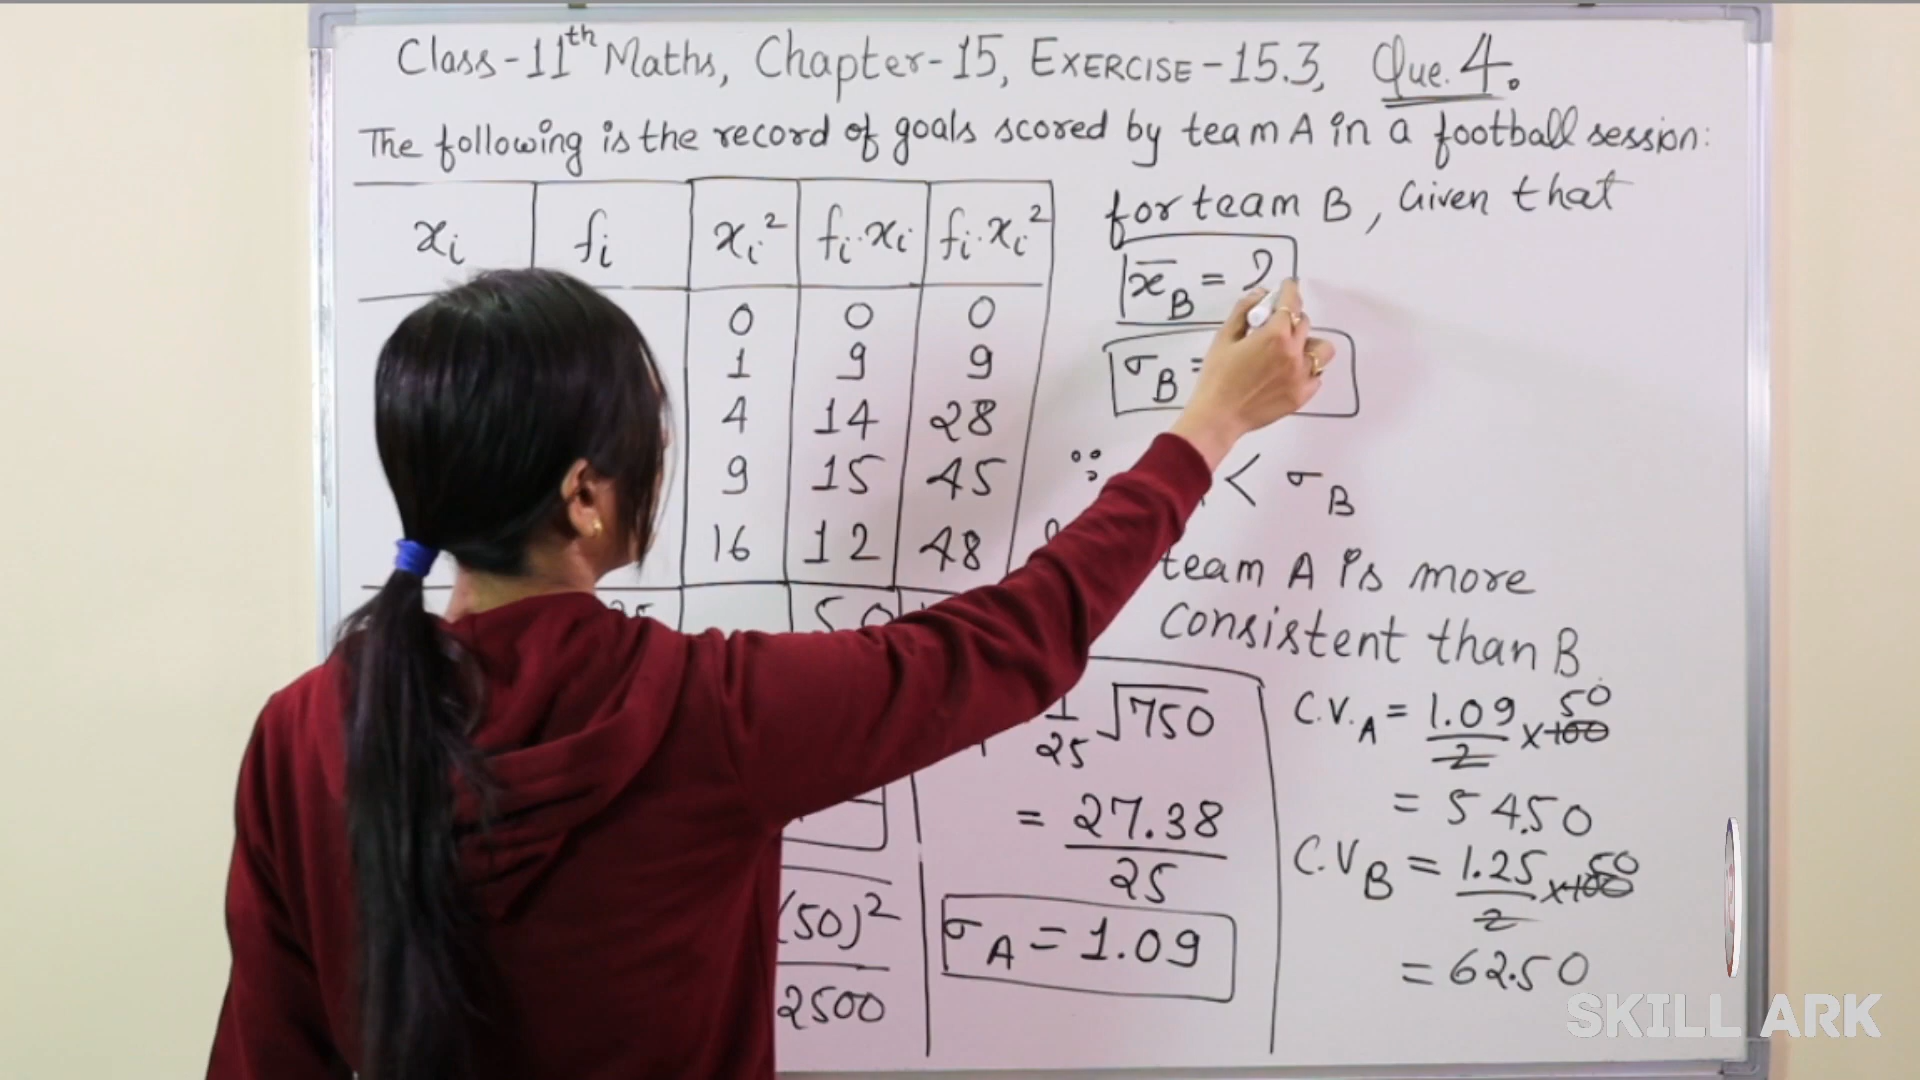 Class-11th Maths, Chapter-15, EXERCISE-15.3, Que. 4.
The following is the record of goals scored by team A in a football session:
xi fi xi² fi·xi fi·xi²
0 0 0
1 9 9
4 14 28
9 15 45
16 12 48
25 50
for team B, Given that
x̄B = 2
σB =
∵ < σB
team A is more
consistent than B
(50)²
2500
1/25 √750
= 27.38/25
σA = 1.09
C.V.A = 1.09/2 ×100 50
= 54.50
C.VB = 1.25/2 ×100 50
= 62.50
SKILL ARK